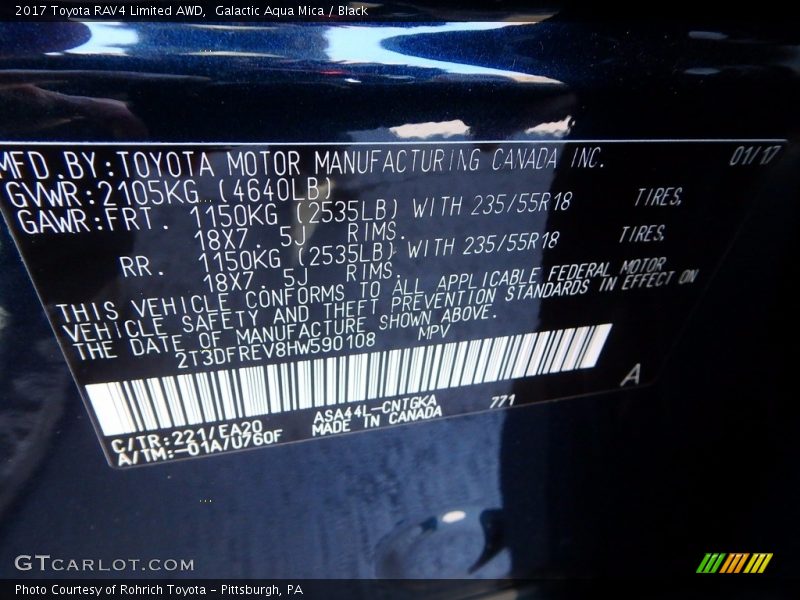 2017 Toyota RAV4 Limited AWD,  Galactic Aqua Mica / Black
MFD.BY:TOYOTA MOTOR MANUFACTURING CANADA INC. 01/17
GVWR:2105KG (4640LB)
GAWR:FRT. 1150KG (2535LB) WITH 235/55R18 TIRES,
18X7.5J RIMS.
RR. 1150KG (2535LB) WITH 235/55R18 TIRES,
18X7.5J RIMS.
THIS VEHICLE CONFORMS TO ALL APPLICABLE FEDERAL MOTOR
VEHICLE SAFETY AND THEFT PREVENTION STANDARDS IN EFFECT ON
THE DATE OF MANUFACTURE SHOWN ABOVE.
2T3DFREV8HW590108 MPV
A
C/TR:221/EA20 ASA44L-CNTGKA 771
A/TM:-01A/U760F MADE IN CANADA
GTCARLOT.COM
Photo Courtesy of Rohrich Toyota - Pittsburgh, PA